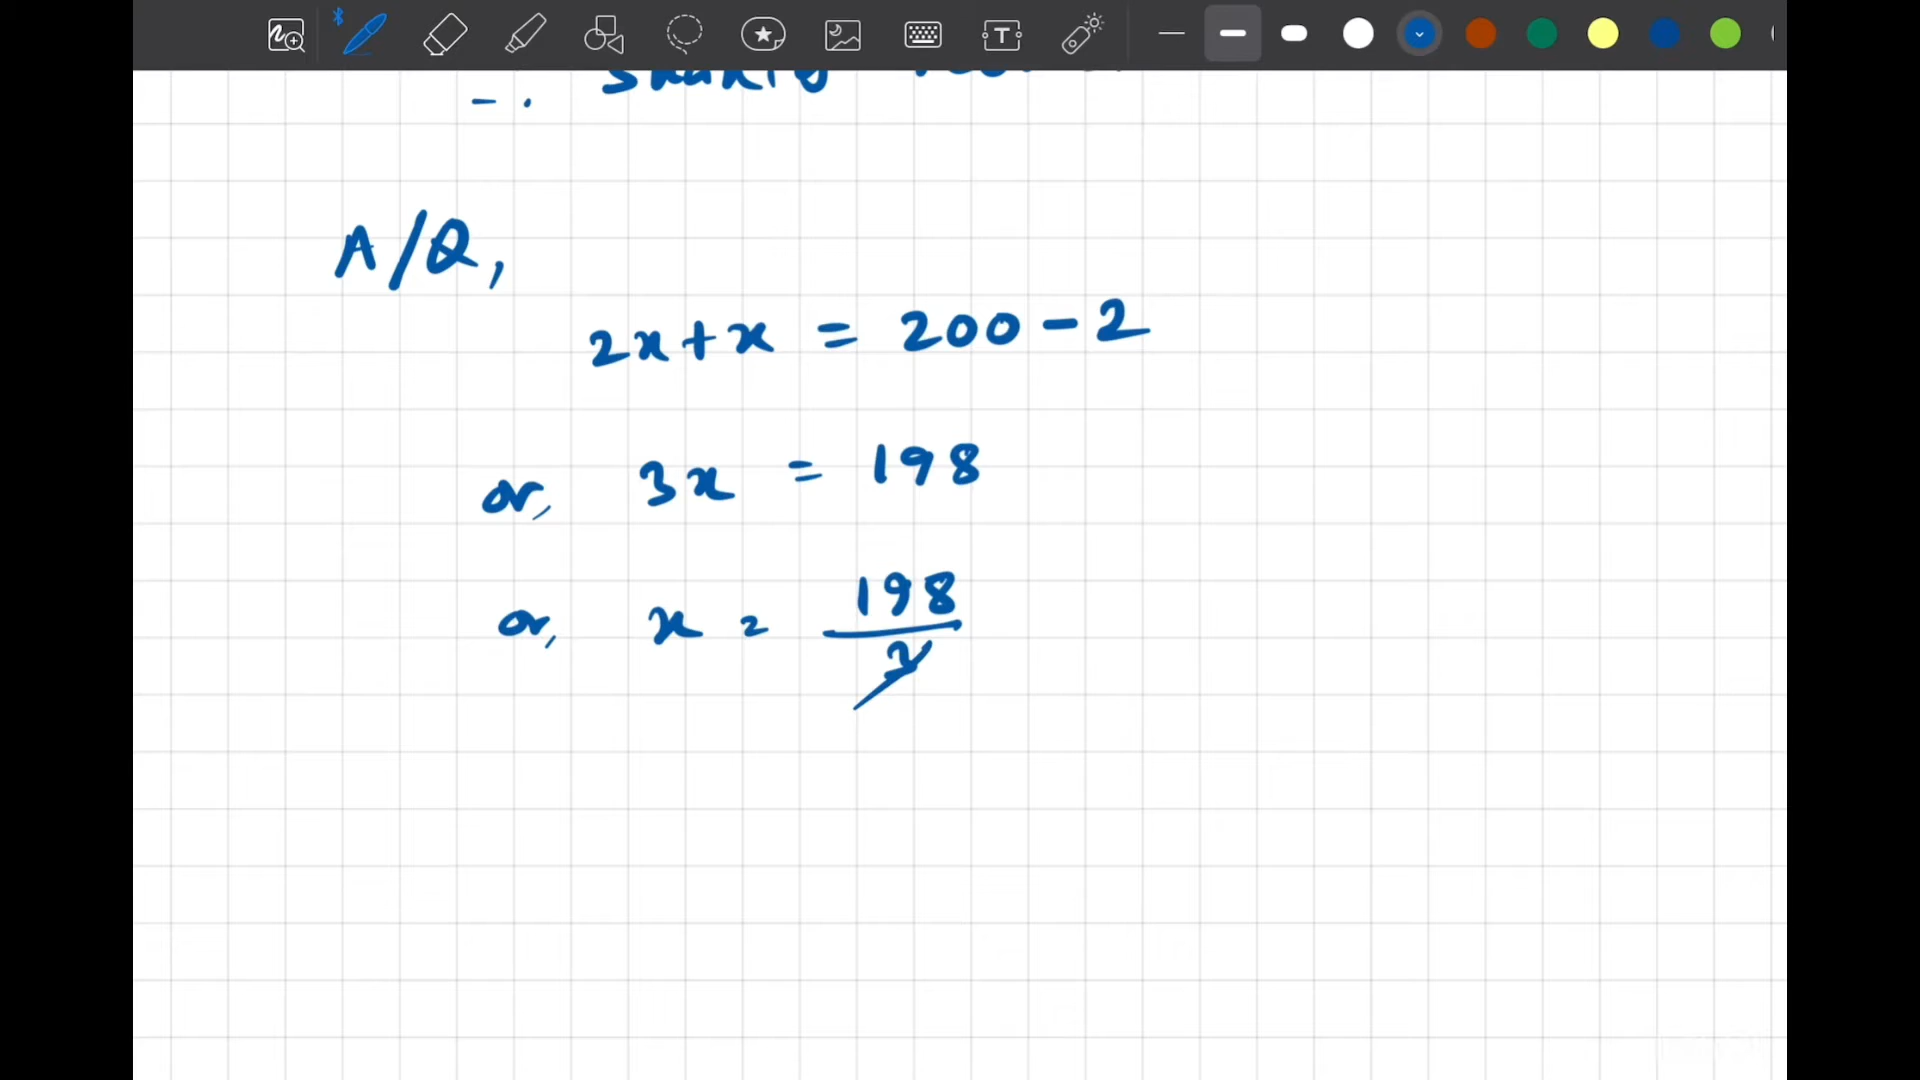 A/Q,
2x+x = 200-2
or, 3x = 198
or, x = 198/3